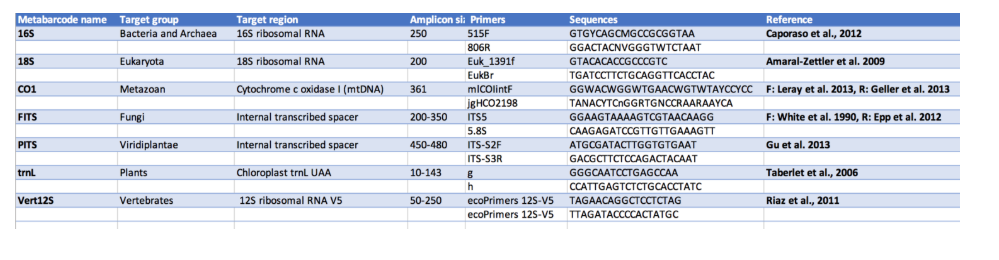 Metabarcode name Target group Target region Amplicon si: Primers Sequences Reference
16S Bacteria and Archaea 16S ribosomal RNA 250 515F GTGYCAGCMGCCGCGGTAA Caporaso et al., 2012
806R GGACTACNVGGGTWTCTAAT
18S Eukaryota 18S ribosomal RNA 200 Euk_1391f GTACACACCGCCCGTC Amaral-Zettler et al. 2009
EukBr TGATCCTTCTGCAGGTTCACCTAC
CO1 Metazoan Cytochrome c oxidase I (mtDNA) 361 mlCOIintF GGWACWGGWTGAACWGTWTAYCCYCC F: Leray et al. 2013, R: Geller et al. 2013
jgHCO2198 TANACYTCnGGRTGNCCRAARAAYCA
FITS Fungi Internal transcribed spacer 200-350 ITS5 GGAAGTAAAAGTCGTAACAAGG F: White et al. 1990, R: Epp et al. 2012
5.8S CAAGAGATCCGTTGTTGAAAGTT
PITS Viridiplantae Internal transcribed spacer 450-480 ITS-S2F ATGCGATACTTGGTGTGAAT Gu et al. 2013
ITS-S3R GACGCTTCTCCAGACTACAAT
trnL Plants Chloroplast trnL UAA 10-143 g GGGCAATCCTGAGCCAA Taberlet et al., 2006
h CCATTGAGTCTCTGCACCTATC
Vert12S Vertebrates 12S ribosomal RNA V5 50-250 ecoPrimers 12S-V5 TAGAACAGGCTCCTCTAG Riaz et al., 2011
ecoPrimers 12S-V5 TTAGATACCCCACTATGC